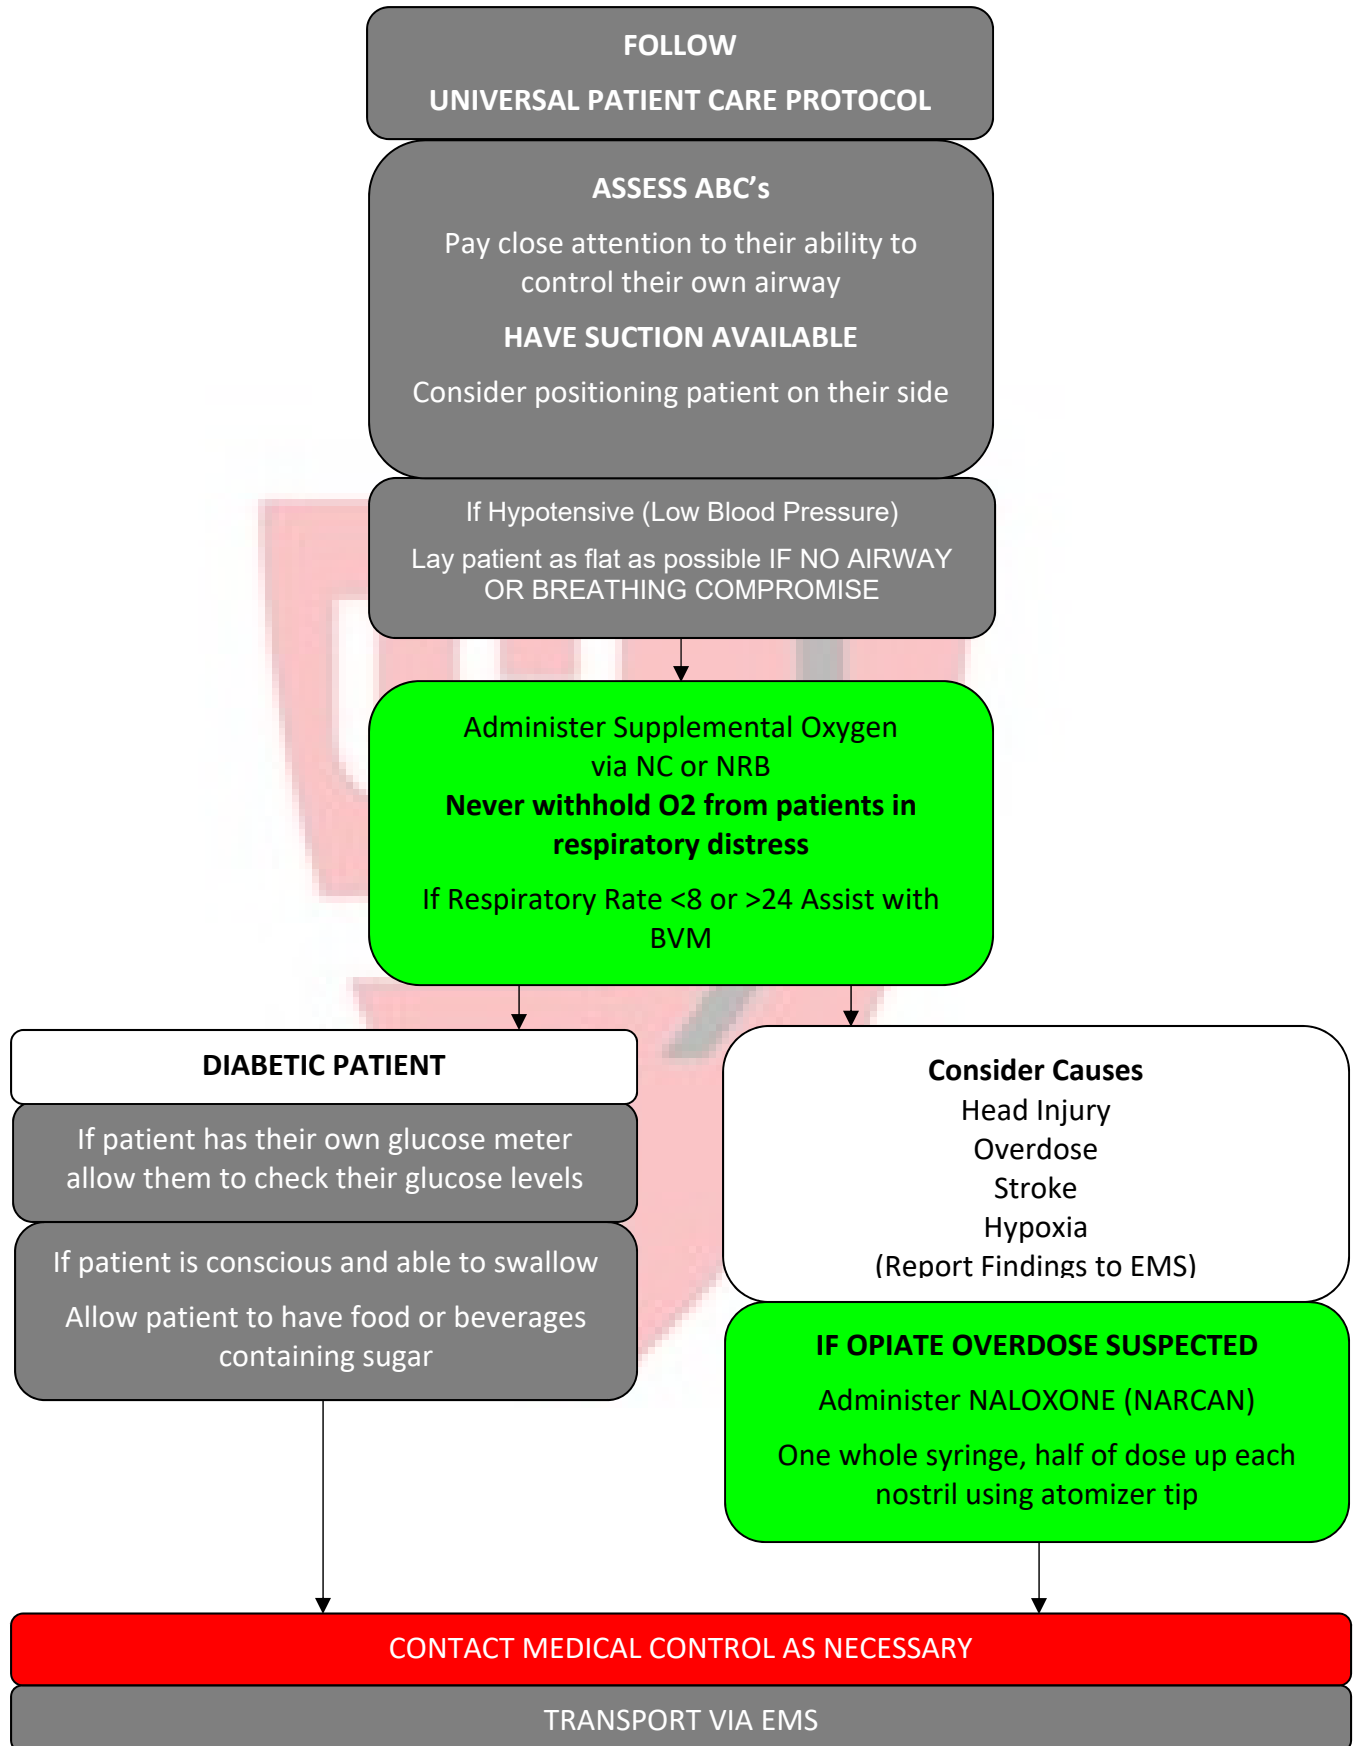 FOLLOW
UNIVERSAL PATIENT CARE PROTOCOL
ASSESS ABC’s
Pay close attention to their ability to
control their own airway
HAVE SUCTION AVAILABLE
Consider positioning patient on their side
If Hypotensive (Low Blood Pressure)
Lay patient as flat as possible IF NO AIRWAY
OR BREATHING COMPROMISE
Administer Supplemental Oxygen
via NC or NRB
Never withhold O2 from patients in
respiratory distress
If Respiratory Rate <8 or >24 Assist with
BVM
DIABETIC PATIENT
If patient has their own glucose meter
allow them to check their glucose levels
If patient is conscious and able to swallow
Allow patient to have food or beverages
containing sugar
Consider Causes
Head Injury
Overdose
Stroke
Hypoxia
(Report Findings to EMS)
IF OPIATE OVERDOSE SUSPECTED
Administer NALOXONE (NARCAN)
One whole syringe, half of dose up each
nostril using atomizer tip
CONTACT MEDICAL CONTROL AS NECESSARY
TRANSPORT VIA EMS